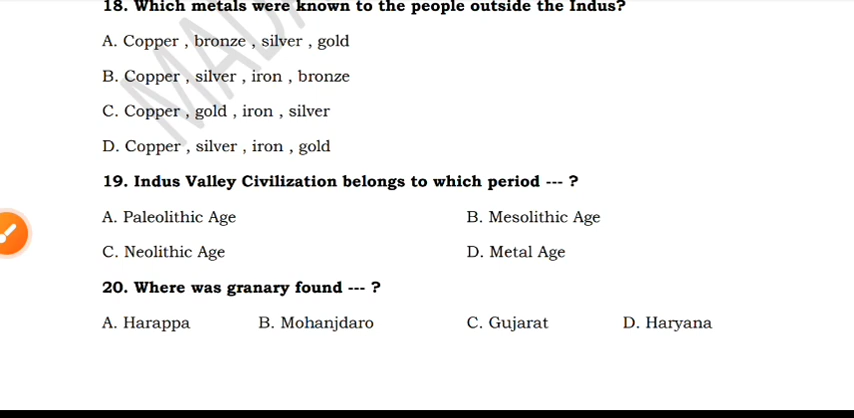 18. Which metals were known to the people outside the Indus?
A. Copper , bronze , silver , gold
B. Copper , silver , iron , bronze
C. Copper , gold , iron , silver
D. Copper , silver , iron , gold
19. Indus Valley Civilization belongs to which period --- ?
A. Paleolithic Age B. Mesolithic Age
C. Neolithic Age D. Metal Age
20. Where was granary found --- ?
A. Harappa B. Mohanjdaro C. Gujarat D. Haryana